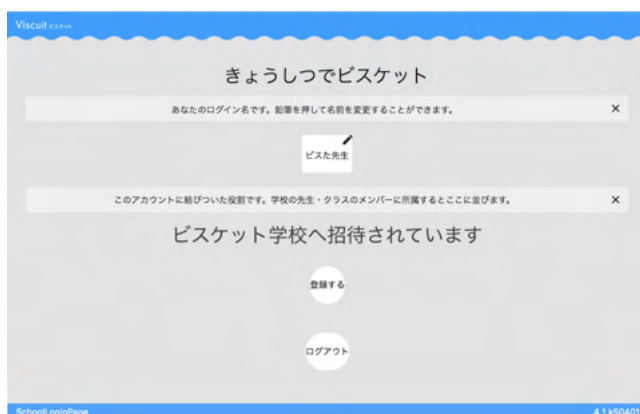 Viscuit ビスケット
きょうしつでビスケット
あなたのログイン名です。鉛筆を押して名前を変更することができます。 ×
ビスた先生
このアカウントに結びついた役割です。学校の先生・クラスのメンバーに所属するとここに並びます。 ×
ビスケット学校へ招待されています
登録する
ログアウト
SchoolLoginPage 4.1 k50401